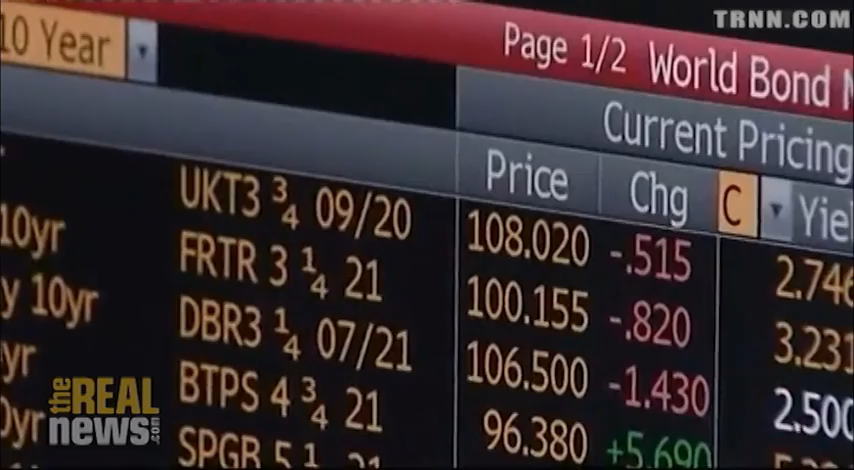 TRNN.COM
10 Year
Page 1/2 World Bond
Current Pricing
Price Chg C
UKT3 3/4 09/20 108.020 -.515 2.746
10yr FRTR 3 1/4 21 100.155 -.820 3.231
10yr DBR3 1/4 07/21 106.500 -1.430 2.500
BTPS 4 3/4 21 96.380 +5.690
SPGB 5
the REAL
news.com